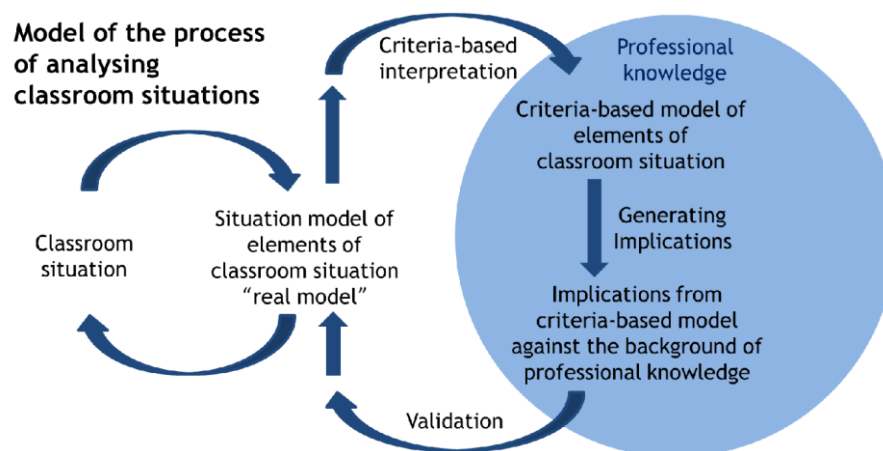 Model of the process
of analysing
classroom situations
Criteria-based
interpretation
Professional
knowledge
Criteria-based model of
elements of
classroom situation
Classroom
situation
Situation model of
elements of
classroom situation
“real model”
Generating
Implications
Implications from
criteria-based model
against the background of
professional knowledge
Validation